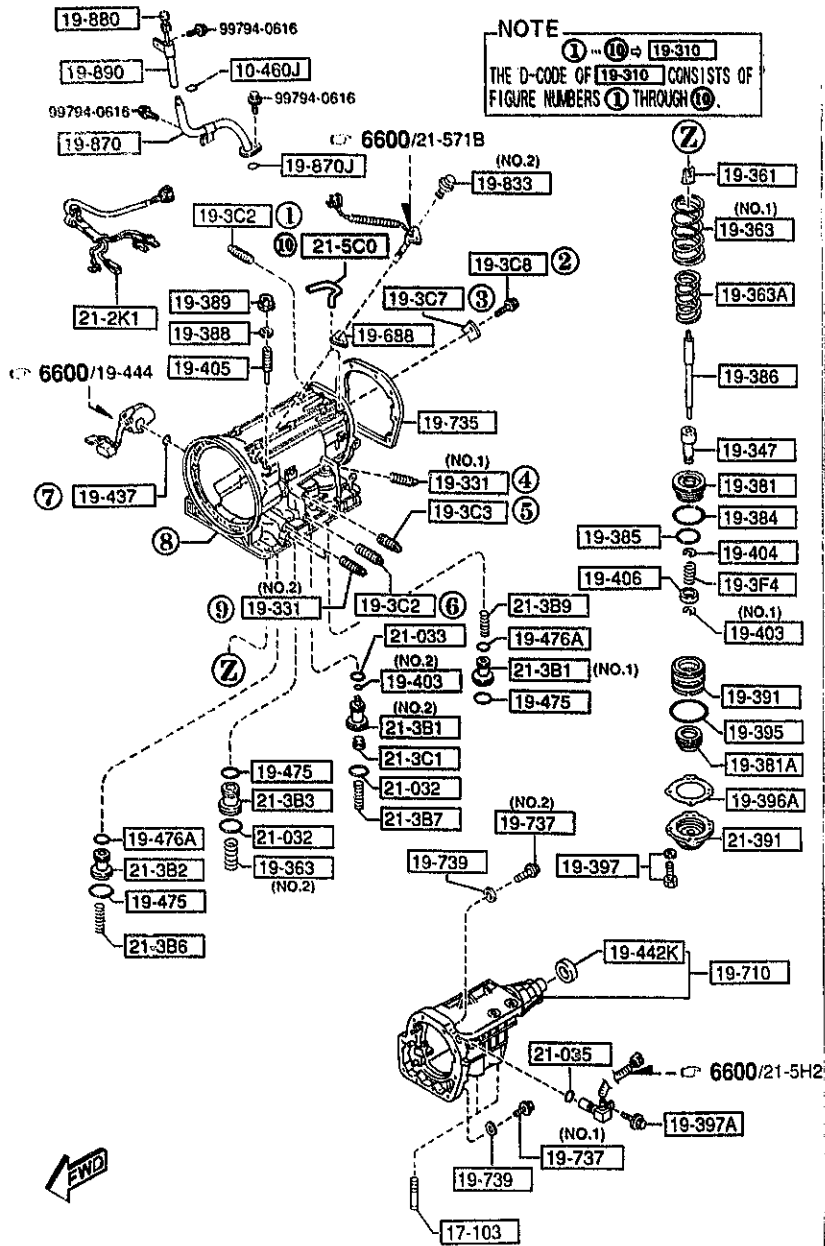 19-880
99794-0616
19-890
10-460J
99794-0616
99794-0616
19-870
19-870J
NOTE
① -- ⑩ ⇨ 19-310
THE D-CODE OF 19-310 CONSISTS OF
FIGURE NUMBERS ① THROUGH ⑩.
6600/21-571B
(NO.2)
19-833
19-3C2 ①
⑩ 21-5C0
19-3C8 ②
19-3C7 ③
21-2K1
19-389
19-388
19-405
19-688
6600/19-444
19-735
⑦ 19-437
(NO.1)
19-331 ④
19-3C3 ⑤
⑧
(NO.2)
⑨ 19-331
19-3C2 ⑥
Z
Z
19-361
(NO.1)
19-363
19-363A
19-386
19-347
19-381
19-384
19-385
19-404
19-406
19-3F4
(NO.1)
19-403
19-391
19-395
19-381A
19-396A
21-391
19-397
21-3B9
19-476A
21-3B1 (NO.1)
19-475
21-033
(NO.2)
19-403
(NO.2)
21-3B1
21-3C1
21-032
21-3B7
19-475
21-3B3
21-032
19-363
(NO.2)
19-476A
21-3B2
19-475
21-3B6
(NO.2)
19-737
19-739
19-442K
19-710
21-035
6600/21-5H2
19-397A
(NO.1)
19-737
19-739
17-103
FWD